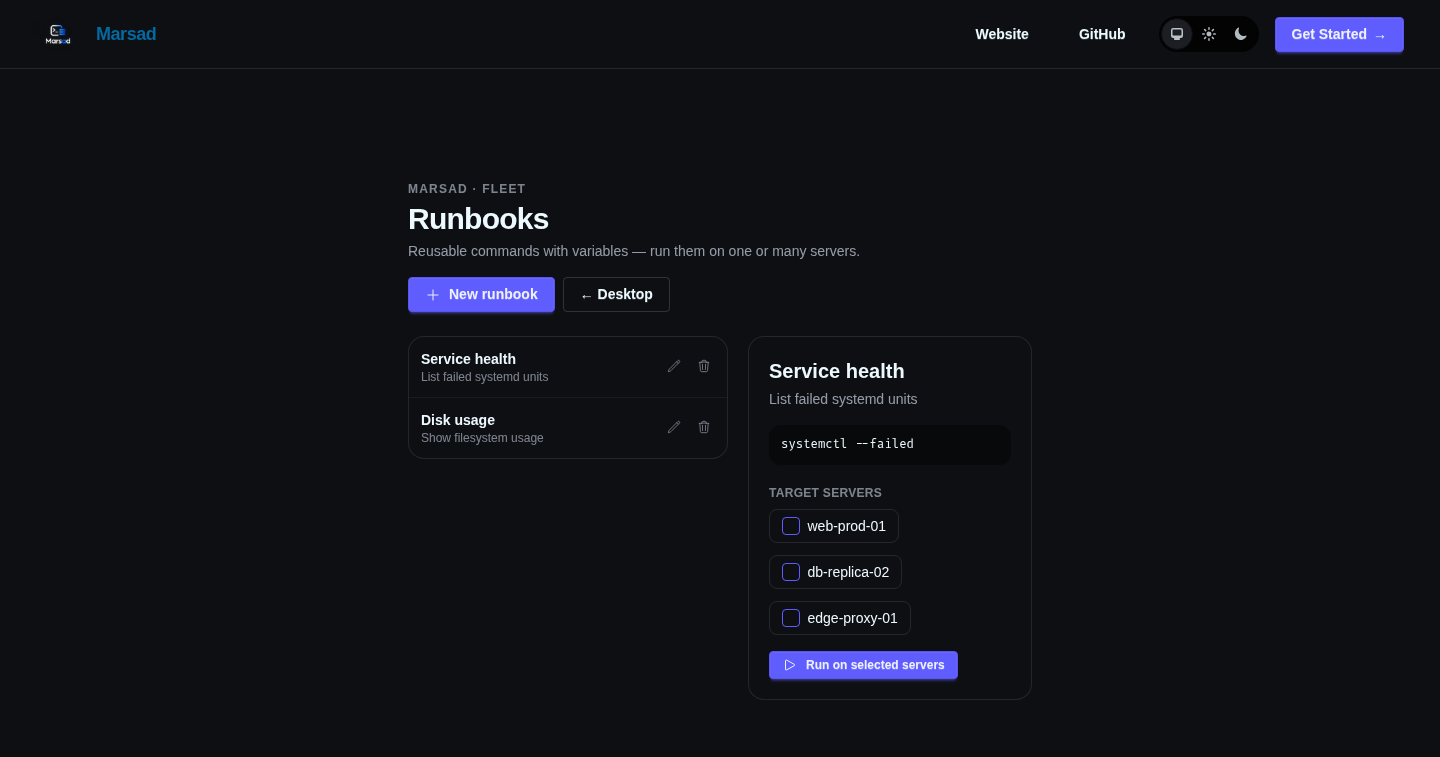 Marsad
Marsad
Website
GitHub
Get Started →
MARSAD · FLEET
Runbooks
Reusable commands with variables — run them on one or many servers.
New runbook
← Desktop
Service health
List failed systemd units
Disk usage
Show filesystem usage
Service health
List failed systemd units
systemctl --failed
TARGET SERVERS
web-prod-01
db-replica-02
edge-proxy-01
Run on selected servers